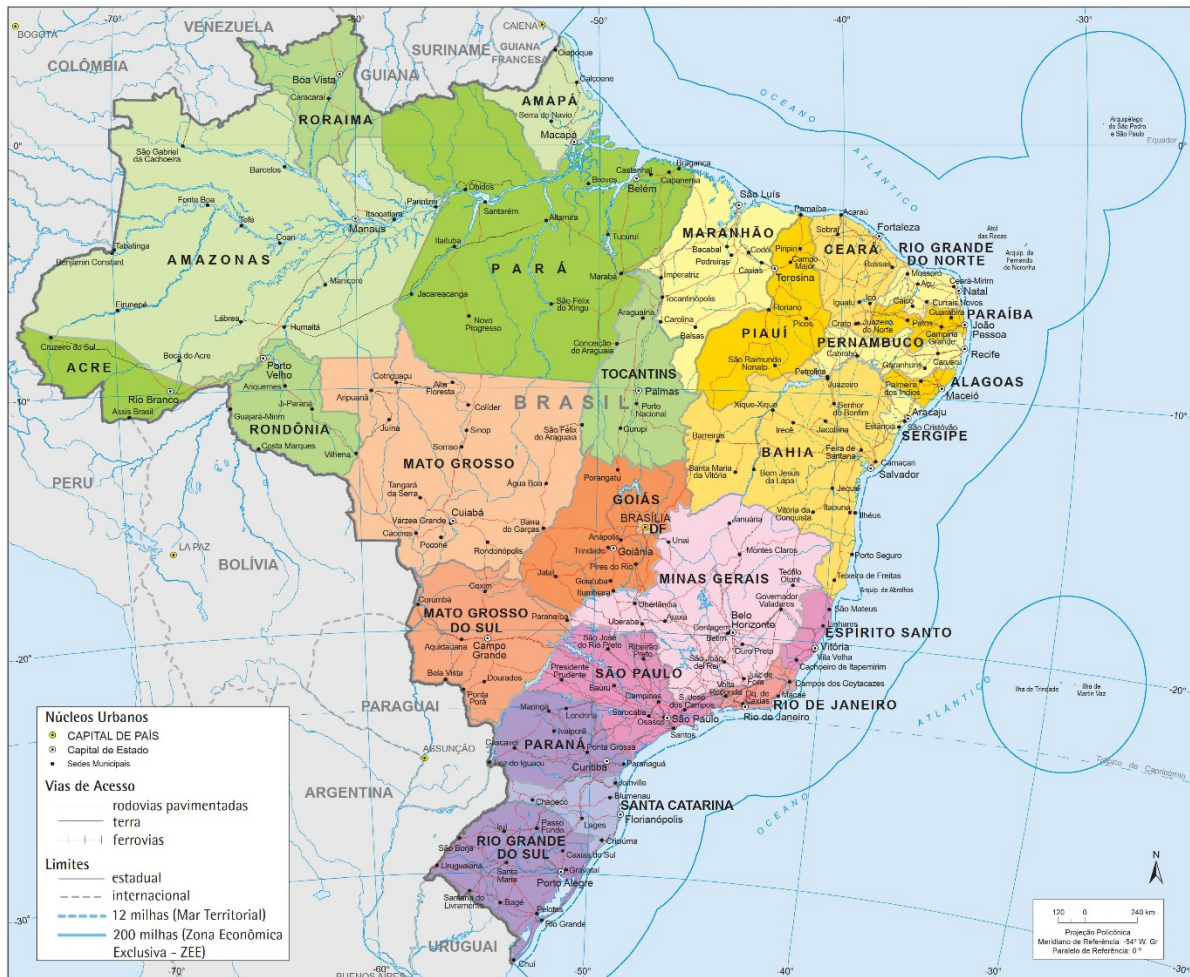 -70°
-60°
-50°
-40°
-30°
BOGOTÁ
VENEZUELA
CAIENA
COLÔMBIA
SURINAME
GUIANA
FRANCESA
GUIANA
Oiapoque
Calçoene
Boa Vista
Caracaraí
RORAIMA
AMAPÁ
Serra do Navio
Macapá
OCEANO
ATLÂNTICO
Arquipélago
de São Pedro
e São Paulo
Equador
0°
0°
São Gabriel
da Cachoeira
Barcelos
Fonte Boa
Tefé
Coari
Manaus
Itacoatiara
Parintins
Óbidos
Santarém
Breves
Castanhal
Belém
Bragança
Capanema
Altamira
Itaituba
Tucuruí
São Luís
Parnaíba
Acaraú
Sobral
Fortaleza
MARANHÃO
Bacabal
Pedreiras
Codó
Caxias
Piripiri
Campo
Maior
Teresina
CEARÁ
Russas
RIO GRANDE
DO NORTE
Atol
das Rocas
Arquip. de
Fernando
de Noronha
Mossoró
Açu
Ceará-Mirim
Natal
Tabatinga
Benjamin Constant
AMAZONAS
Manicoré
PARÁ
Marabá
Imperatriz
Tocantinópolis
Jacareacanga
São Félix
do Xingu
Novo
Progresso
Araguaína
Carolina
Balsas
Floriano
Picos
Iguatu
Icó
Caicó
Currais Novos
Guarabira
PARAÍBA
João
Pessoa
Crato
Juazeiro
do Norte
Patos
Campina
Grande
Eirunepé
Lábrea
Humaitá
Cruzeiro do Sul
Boca do Acre
Conceição
do Araguaia
PIAUÍ
São Raimundo
Nonato
PERNAMBUCO
Cabrobó
Recife
Caruaru
Garanhuns
ACRE
Porto
Velho
Ariquemes
Rio Branco
Assis Brasil
Ji-Paraná
Guajará-Mirim
RONDÔNIA
Costa Marques
Vilhena
Cotriguaçu
Alta
Floresta
Aripuanã
Colíder
Juína
Sinop
Sorriso
São Félix
do Araguaia
TOCANTINS
Palmas
Porto
Nacional
Gurupi
BRASIL
Petrolina
Juazeiro
Palmeira
dos Índios
ALAGOAS
Maceió
-10°
-10°
Xique-Xique
Senhor
do Bonfim
Irecê
Jacobina
Aracaju
São Cristóvão
Estância
SERGIPE
Barreiras
BAHIA
Feira de
Santana
Camaçari
Salvador
Santa Maria
da Vitória
Bom Jesus
da Lapa
Jequié
Itabuna
Ilhéus
Vitória da
Conquista
PERU
MATO GROSSO
Tangará
da Serra
Água Boa
Porangatu
GOIÁS
BRASÍLIA
DF
Várzea Grande
Cuiabá
Cáceres
Poconé
Barra
do Garças
Rondonópolis
Anápolis
Trindade
Goiânia
Pires do Rio
Jataí
Goiatuba
Itumbiara
Unaí
Januária
Montes Claros
Porto Seguro
Teixeira de Freitas
Arquip. de Abrolhos
LA PAZ
BOLÍVIA
MINAS GERAIS
Teófilo
Otoni
Governador
Valadares
São Mateus
Linhares
ESPÍRITO SANTO
Vitória
Vila Velha
Cachoeiro de Itapemirim
Coxim
Corumbá
MATO GROSSO
DO SUL
Paranaíba
Aquidauana
Campo
Grande
Bela Vista
Dourados
Ponta
Porã
Uberlândia
Uberaba
Araxá
Belo
Horizonte
Contagem
Betim
Ouro Preto
São João
del Rei
São José
do Rio Preto
Ribeirão
Preto
Presidente
Prudente
SÃO PAULO
Bauru
Campinas
Volta
Redonda
Juiz de
Fora
Campos dos Goytacazes
Macaé
Dq. de
Caxias
RIO DE JANEIRO
Rio de Janeiro
S. José
dos Campos
Sorocaba
Osasco
São Paulo
Santos
-20°
-20°
Ilha de Trindade
Ilha de
Martin Vaz
OCEANO
ATLÂNTICO
Trópico de Capricórnio
PARAGUAI
ASSUNÇÃO
Maringá
Londrina
Ivaiporã
Cascavel
PARANÁ
Ponta Grossa
Foz do Iguaçu
Curitiba
Paranaguá
Joinville
Blumenau
Chapecó
SANTA CATARINA
Florianópolis
Lages
Criciúma
ARGENTINA
Ijuí
Passo
Fundo
RIO GRANDE
DO SUL
São Borja
Uruguaiana
Caxias do Sul
Gravataí
Santa
Maria
Porto Alegre
Santana do
Livramento
Bagé
Pelotas
Rio Grande
URUGUAI
Chuí
BUENOS AIRES
-30°
-30°
-70°
-60°
-50°
-40°
-30°
Núcleos Urbanos
CAPITAL DE PAÍS
Capital de Estado
Sedes Municipais
Vias de Acesso
rodovias pavimentadas
terra
ferrovias
Limites
estadual
internacional
12 milhas (Mar Territorial)
200 milhas (Zona Econômica
Exclusiva - ZEE)
N
120 0 240 km
Projeção Policônica
Meridiano de Referência: -54° W. Gr
Paralelo de Referência: 0 º